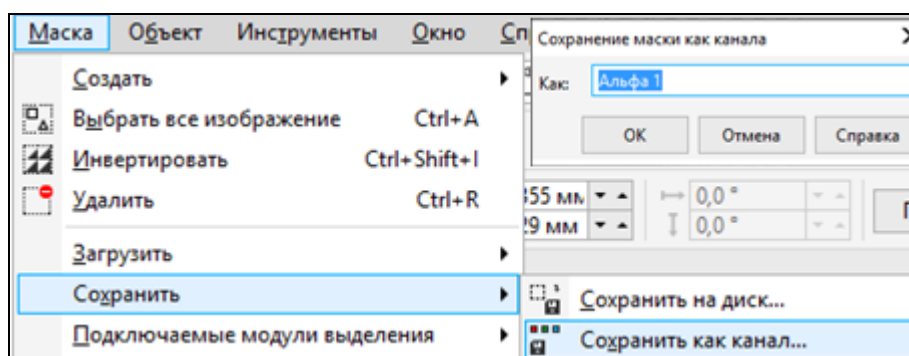 Маска Объект Инструменты Окно Сп
Сохранение маски как канала
Как: Альфа 1
ОК Отмена Справка
Создать
Выбрать все изображение Ctrl+A
Инвертировать Ctrl+Shift+I
Удалить Ctrl+R
355 мм 0,0 °
29 мм 0,0 °
Загрузить
Сохранить
Подключаемые модули выделения
Сохранить на диск...
Сохранить как канал...